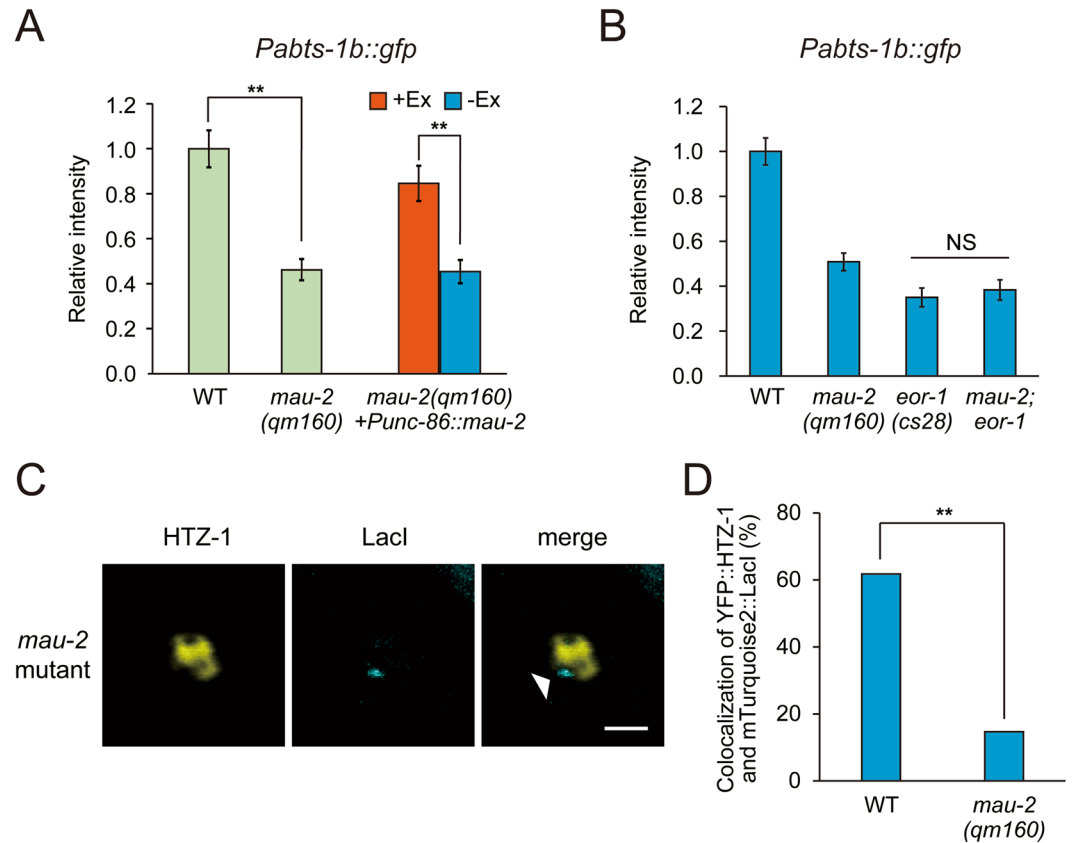 A
Pabts-1b::gfp
+Ex -Ex
**
**
Relative intensity
1.2
1.0
0.8
0.6
0.4
0.2
0.0
WT
mau-2
(qm160)
mau-2(qm160)
+Punc-86::mau-2
B
Pabts-1b::gfp
Relative intensity
1.2
1.0
0.8
0.6
0.4
0.2
0.0
NS
WT
mau-2
(qm160)
eor-1
(cs28)
mau-2;
eor-1
C
HTZ-1 LacI merge
mau-2
mutant
D
Colocalization of YFP::HTZ-1
and mTurquoise2::LacI (%)
80
60
40
20
0
**
WT
mau-2
(qm160)